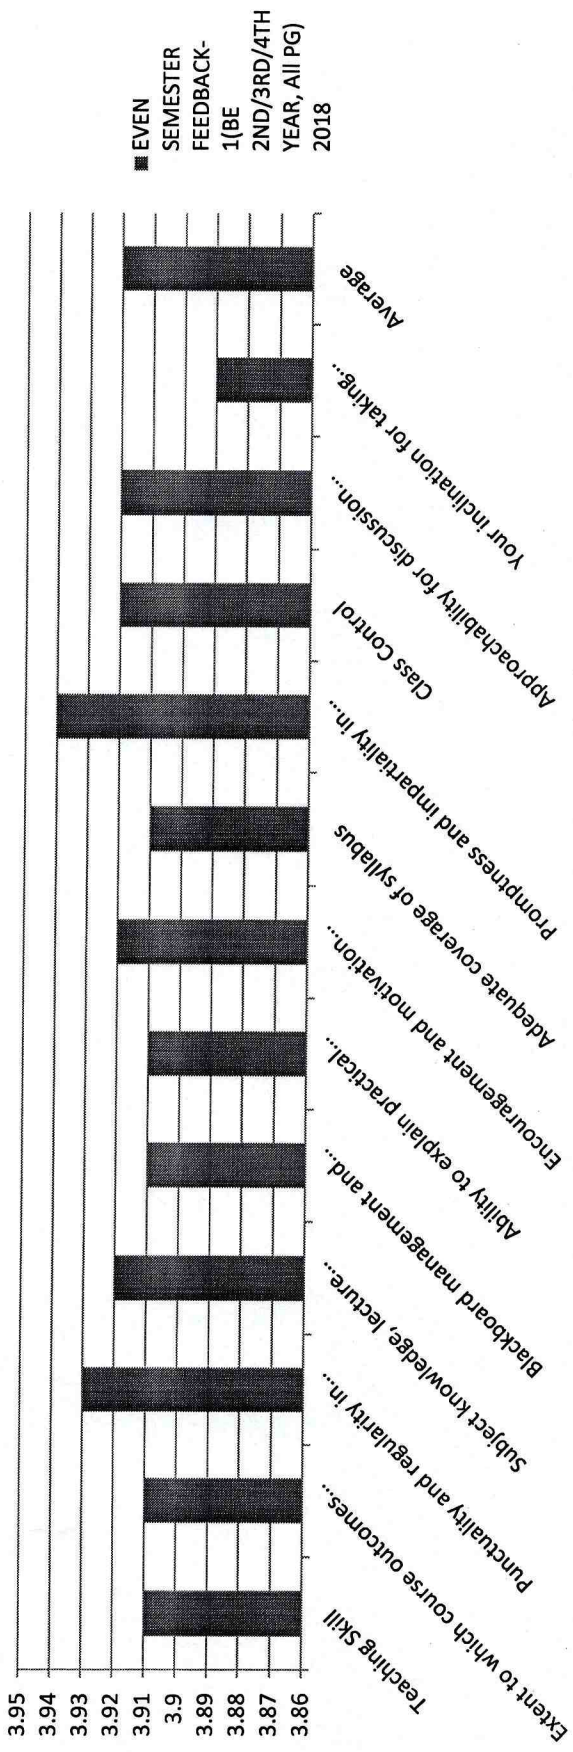 3.95
3.94
3.93
3.92
3.91
3.9
3.89
3.88
3.87
3.86
Teaching Skill
Extent to which course outcomes...
Punctuality and regularity in...
Subject knowledge, lecture...
Blackboard management and...
Ability to explain practical...
Encouragement and motivation...
Adequate coverage of syllabus
Promptness and impartiality in...
Class Control
Approachability for discussion...
Your inclination for taking...
Average
EVEN
SEMESTER
FEEDBACK-
1(BE
2ND/3RD/4TH
YEAR, All PG)
2018